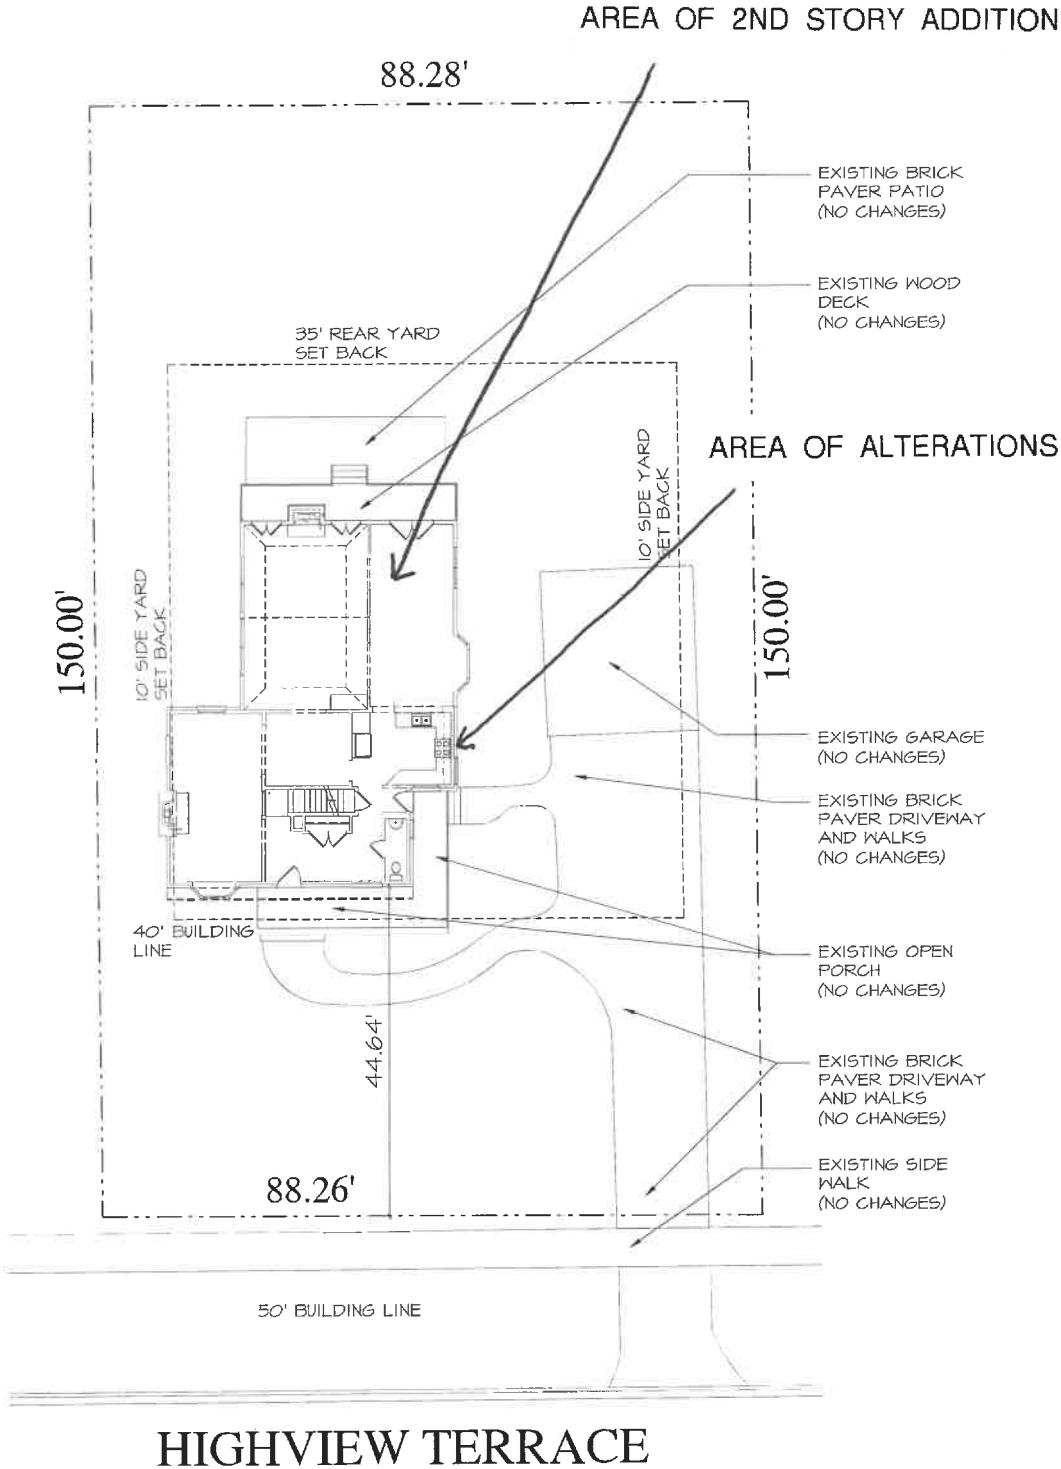 AREA OF 2ND STORY ADDITION
88.28'
EXISTING BRICK
PAVER PATIO
(NO CHANGES)
EXISTING WOOD
DECK
(NO CHANGES)
35' REAR YARD
SET BACK
AREA OF ALTERATIONS
10' SIDE YARD
SET BACK
10' SIDE YARD
SET BACK
150.00'
150.00'
EXISTING GARAGE
(NO CHANGES)
EXISTING BRICK
PAVER DRIVEWAY
AND WALKS
(NO CHANGES)
40' BUILDING
LINE
EXISTING OPEN
PORCH
(NO CHANGES)
44.64'
EXISTING BRICK
PAVER DRIVEWAY
AND WALKS
(NO CHANGES)
EXISTING SIDE
WALK
(NO CHANGES)
88.26'
50' BUILDING LINE
HIGHVIEW TERRACE